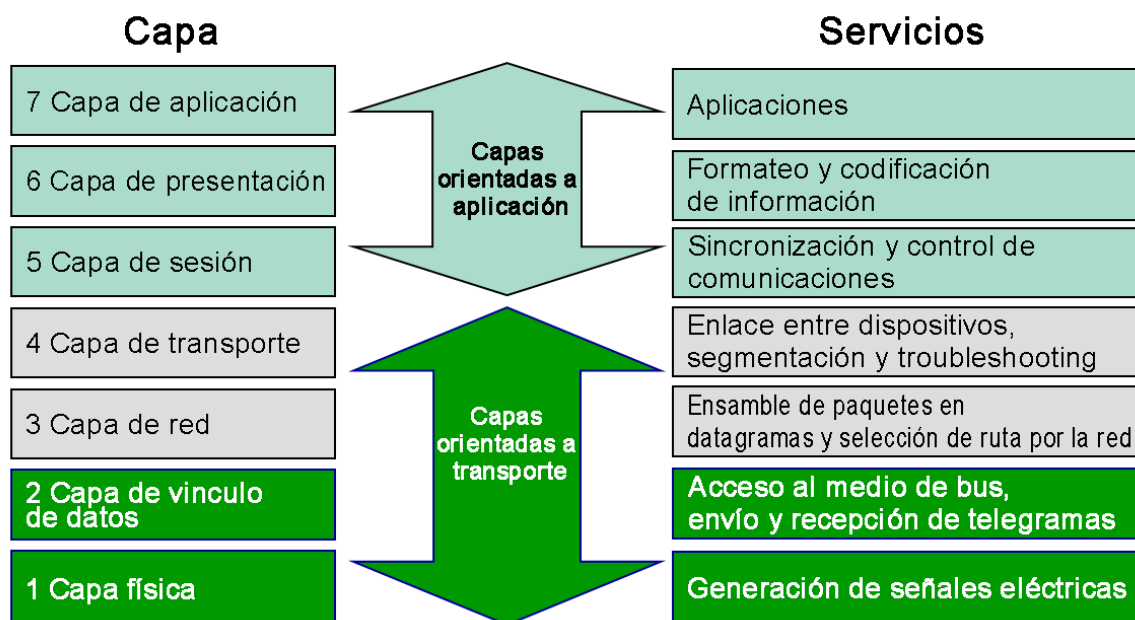 Capa
Servicios
7 Capa de aplicación
Aplicaciones
6 Capa de presentación
Formateo y codificación
de información
5 Capa de sesión
Sincronización y control de
comunicaciones
Capas
orientadas a
aplicación
4 Capa de transporte
Enlace entre dispositivos,
segmentación y troubleshooting
3 Capa de red
Ensamble de paquetes en
datagramas y selección de ruta por la red
Capas
orientadas a
transporte
2 Capa de vinculo
de datos
Acceso al medio de bus,
envío y recepción de telegramas
1 Capa física
Generación de señales eléctricas